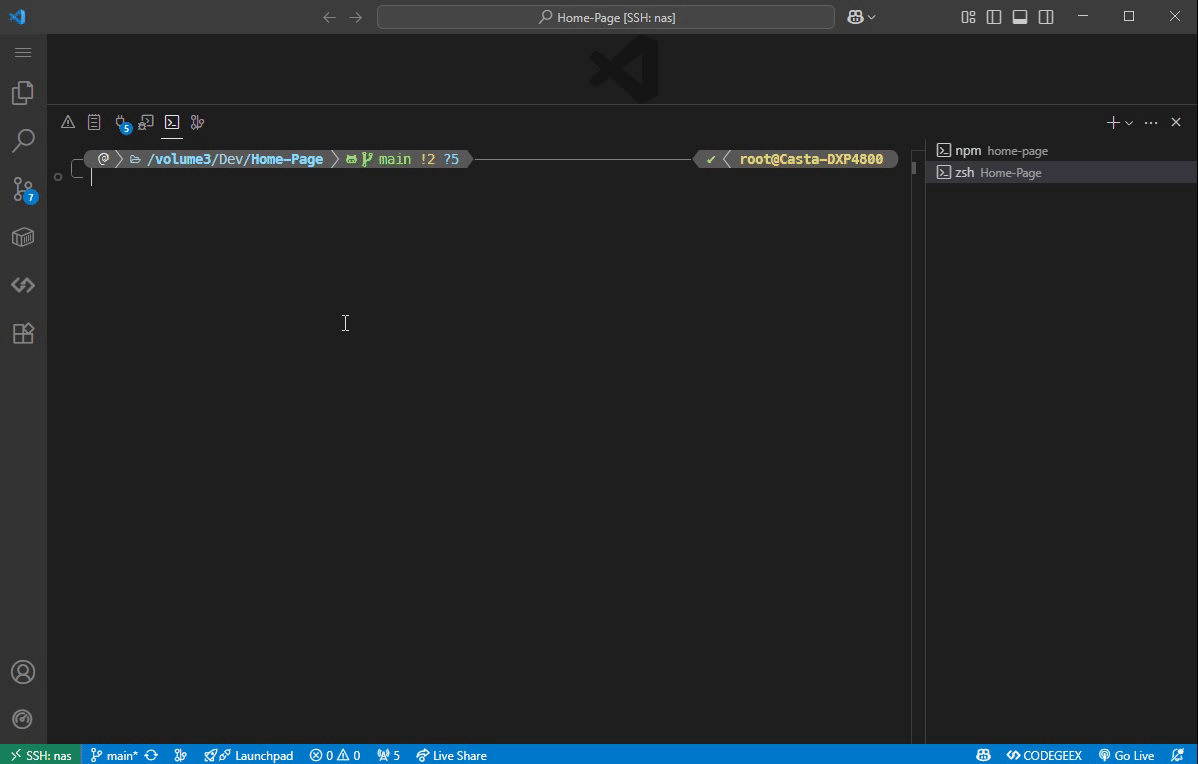 Home-Page [SSH: nas]
5
/volume3/Dev/Home-Page main !2 ?5 ✔ root@Casta-DXP4800
npm home-page
zsh Home-Page
7
SSH: nas main* Launchpad 0 0 5 Live Share CODEGEEX Go Live